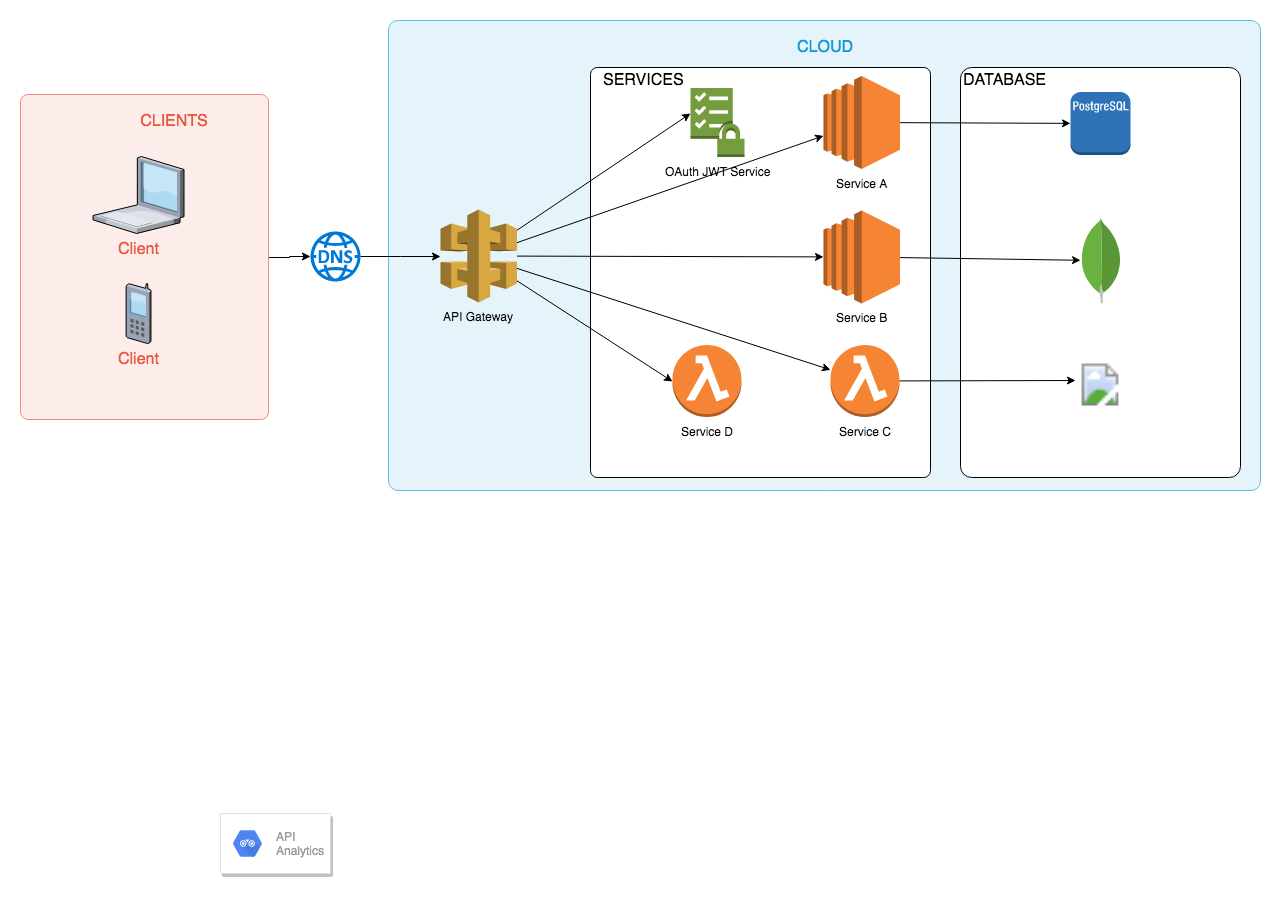 CLOUD
CLIENTS
Client
Client
DNS
API Gateway
SERVICES
OAuth JWT Service
Service A
Service B
Service D
Service C
DATABASE
PostgreSQL
API
Analytics